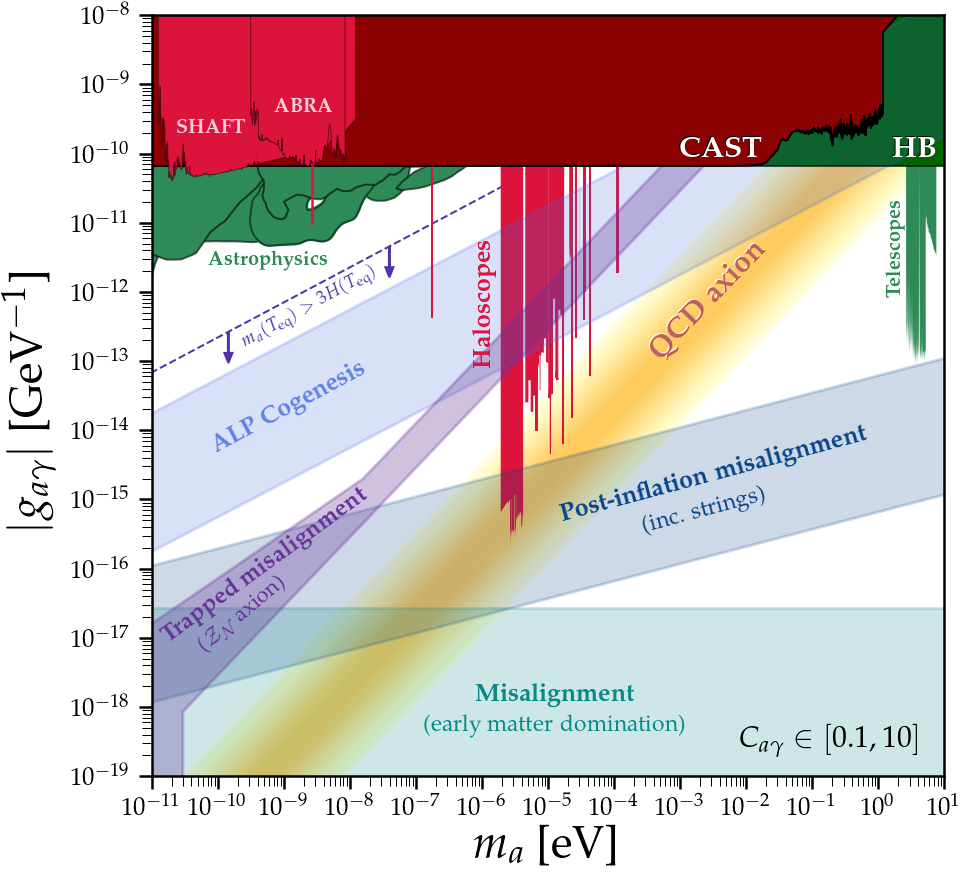 10⁻⁸
10⁻⁹
10⁻¹⁰
10⁻¹¹
10⁻¹²
10⁻¹³
10⁻¹⁴
10⁻¹⁵
10⁻¹⁶
10⁻¹⁷
10⁻¹⁸
10⁻¹⁹
|g_{aγ}| [GeV⁻¹]
SHAFT
ABRA
CAST
HB
Astrophysics
m_a(T_eq) > 3H(T_eq)
Haloscopes
Telescopes
QCD axion
ALP Cogenesis
Post-inflation misalignment
(inc. strings)
Trapped misalignment
(𝒵_𝒩 axion)
Misalignment
(early matter domination)
C_{aγ} ∈ [0.1, 10]
10⁻¹¹ 10⁻¹⁰ 10⁻⁹ 10⁻⁸ 10⁻⁷ 10⁻⁶ 10⁻⁵ 10⁻⁴ 10⁻³ 10⁻² 10⁻¹ 10⁰ 10¹
m_a [eV]